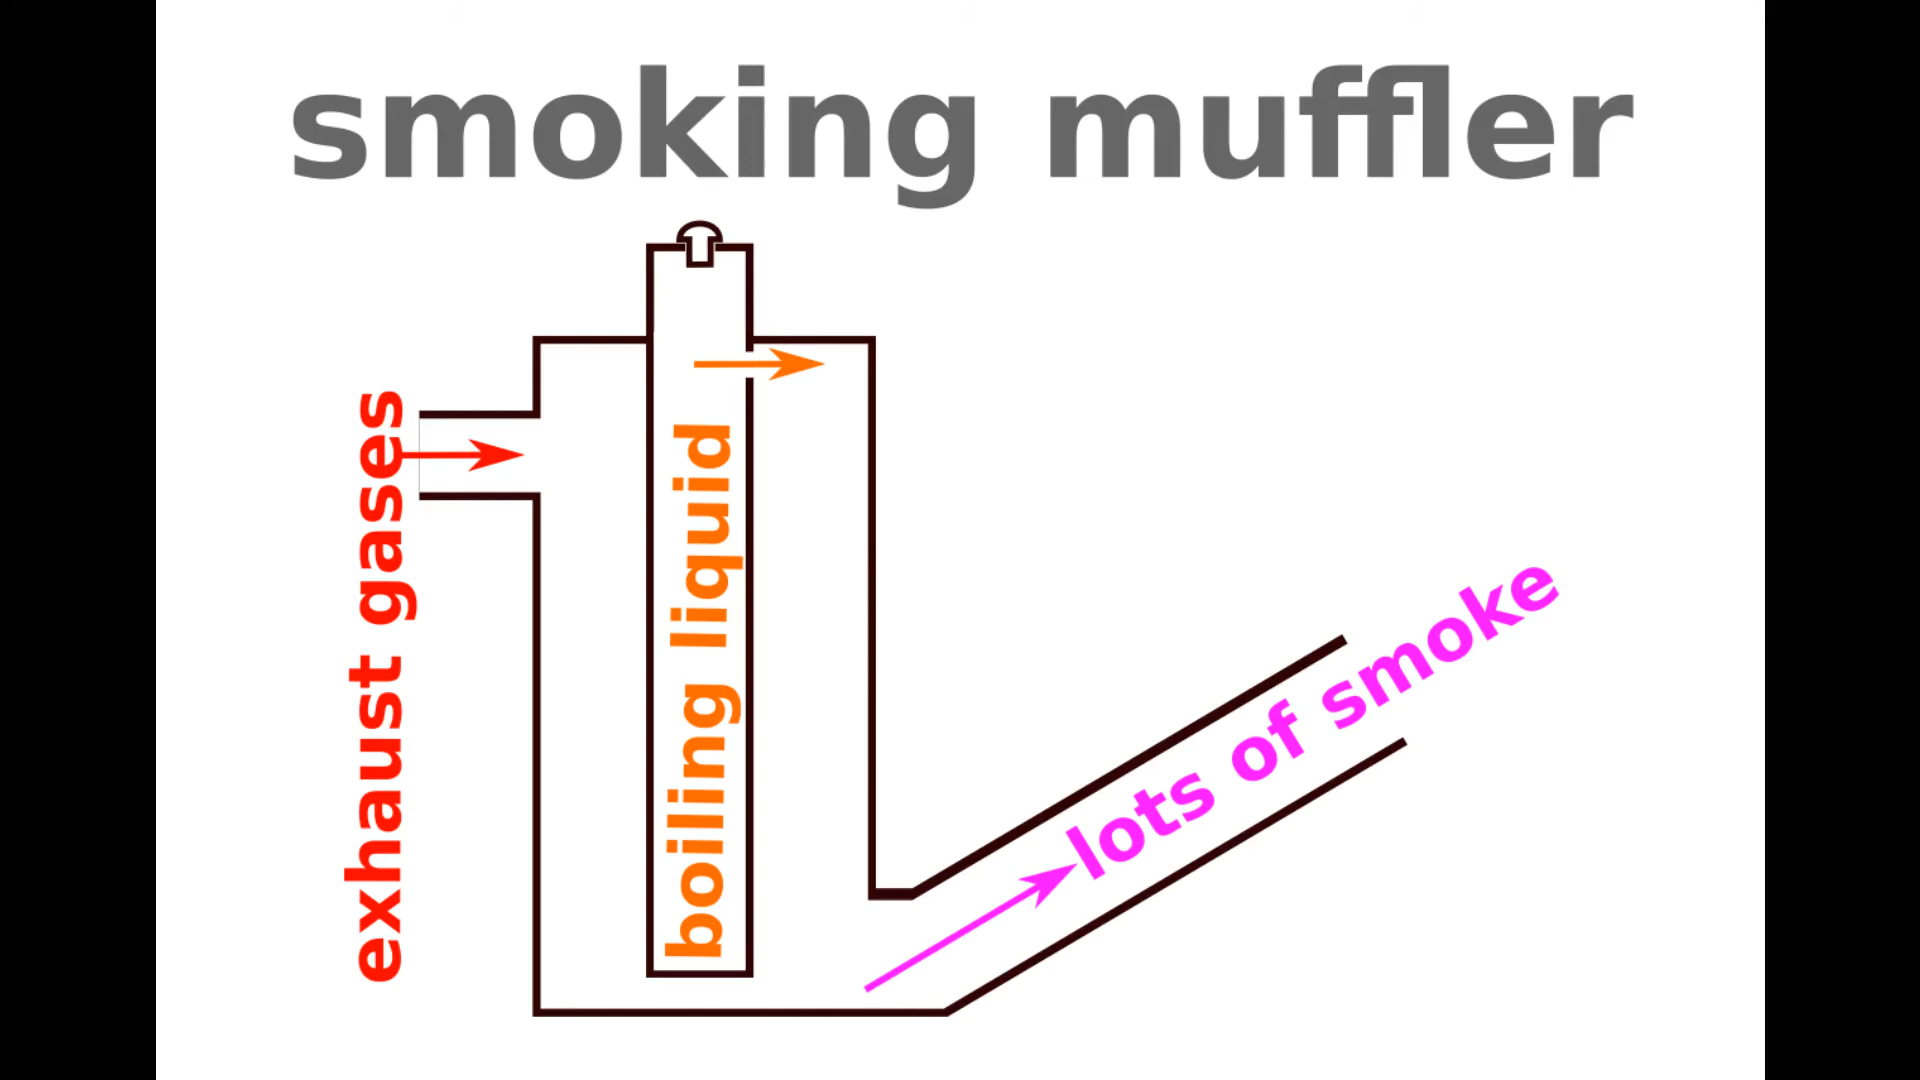 smoking muffler
exhaust gases
boiling liquid
lots of smoke